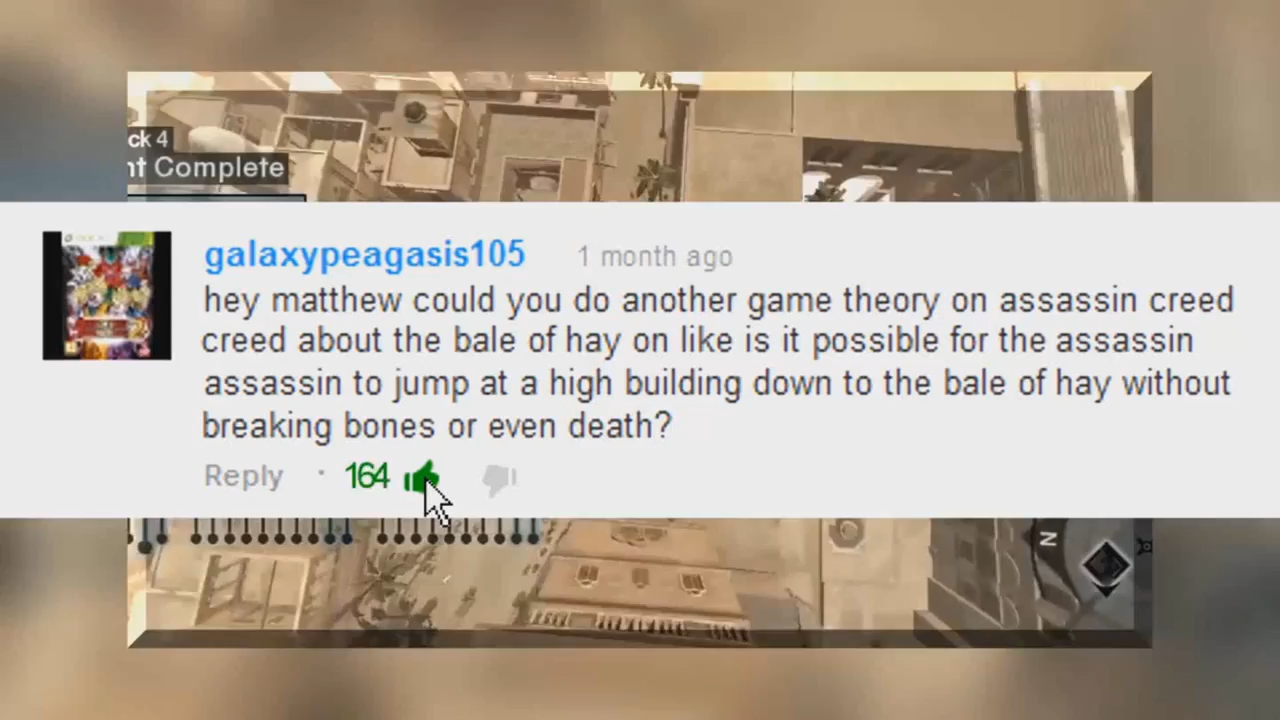 ck 4
nt Complete
galaxypeagasis105 1 month ago
hey matthew could you do another game theory on assassin creed
creed about the bale of hay on like is it possible for the assassin
assassin to jump at a high building down to the bale of hay without
breaking bones or even death?
Reply · 164
N